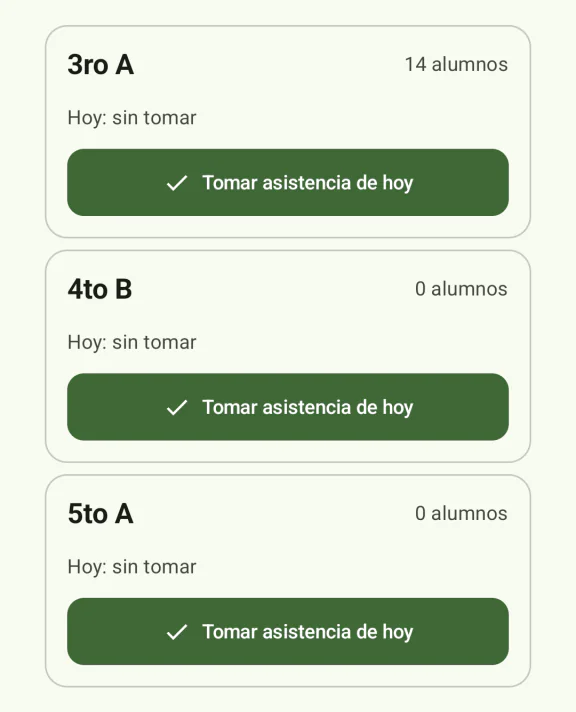 3ro A
14 alumnos
Hoy: sin tomar
Tomar asistencia de hoy
4to B
0 alumnos
Hoy: sin tomar
Tomar asistencia de hoy
5to A
0 alumnos
Hoy: sin tomar
Tomar asistencia de hoy